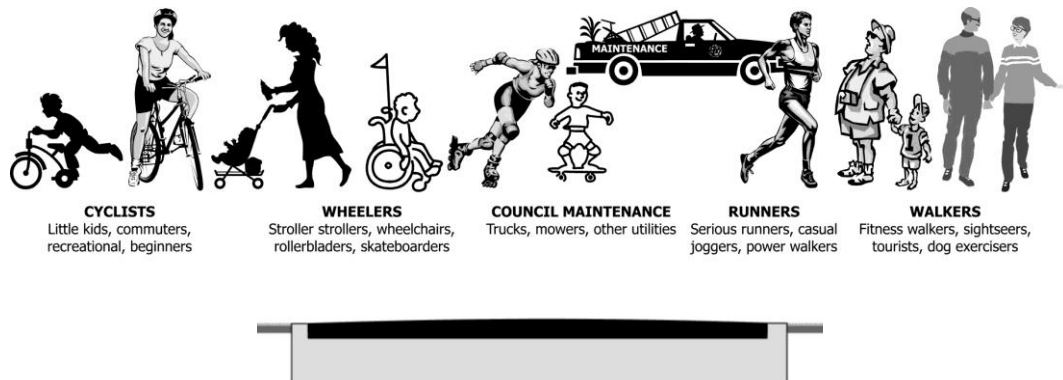 MAINTENANCE
1
CYCLISTS
Little kids, commuters,
recreational, beginners
WHEELERS
Stroller strollers, wheelchairs,
rollerbladers, skateboarders
COUNCIL MAINTENANCE
Trucks, mowers, other utilities
RUNNERS
Serious runners, casual
joggers, power walkers
WALKERS
Fitness walkers, sightseers,
tourists, dog exercisers